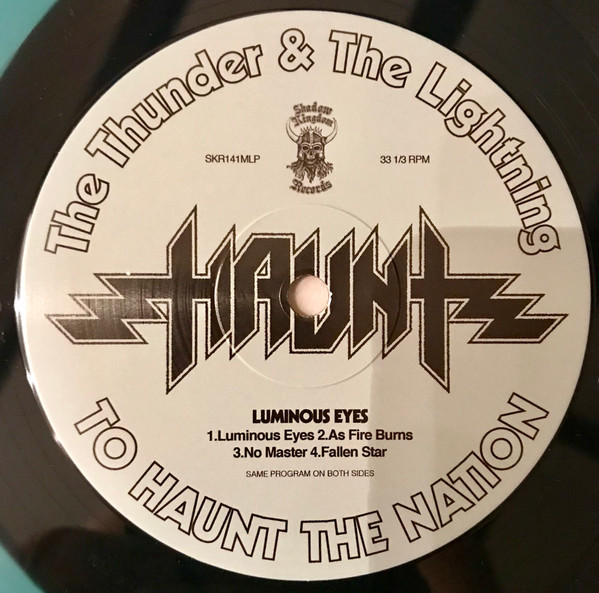 The Thunder & The Lightning
Shadow
Kingdom
Records
SKR141MLP
33 1/3 RPM
HAUNT
LUMINOUS EYES
1.Luminous Eyes 2.As Fire Burns
3.No Master 4.Fallen Star
SAME PROGRAM ON BOTH SIDES
TO HAUNT THE NATION